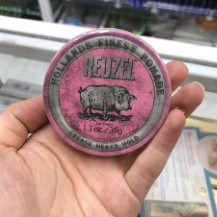 HOLLANDS FINEST POMADE
REUZEL
1.3 oz/35g
GREASE HEAVY HOLD